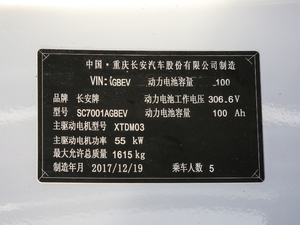 中国·重庆长安汽车股份有限公司制造
VIN: GBEV 动力电池容量 100
品牌 长安牌 动力电池工作电压 306.6V
型号 SC7001AGBEV 动力电池容量 100 Ah
主驱动电机型号 XTDM03
主驱动电机功率 55 kW
最大允许总质量 1615kg
制造年月 2017/12/19 乘车人数 5